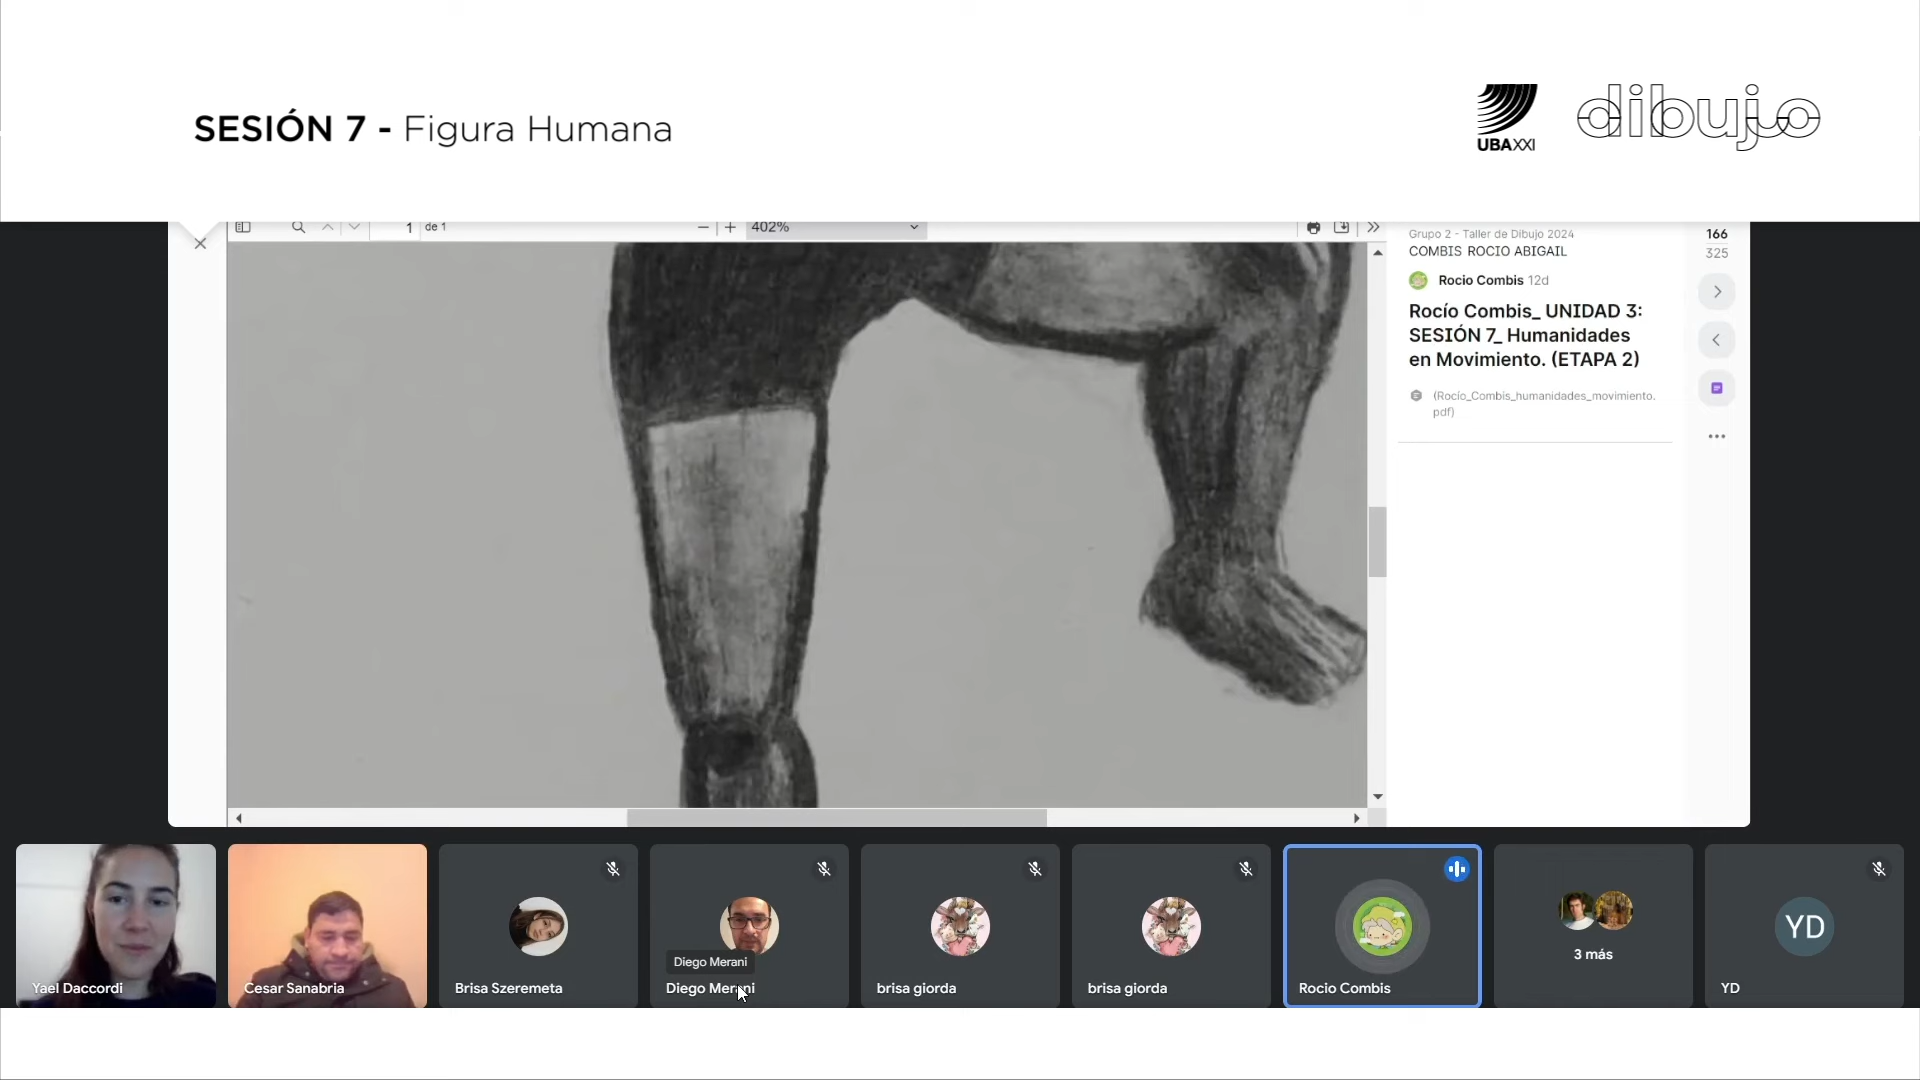 SESIÓN 7 - Figura Humana
UBAXXI
dibujo
1 de 1
402%
Grupo 2 - Taller de Dibujo 2024
COMBIS ROCIO ABIGAIL
Rocio Combis 12d
Rocío Combis_ UNIDAD 3:
SESIÓN 7_ Humanidades
en Movimiento. (ETAPA 2)
(Rocío_Combis_humanidades_movimiento.
pdf)
166
325
Yael Daccordi
Cesar Sanabria
Brisa Szeremeta
Diego Merani
Diego Merani
brisa giorda
brisa giorda
Rocio Combis
3 más
YD
YD